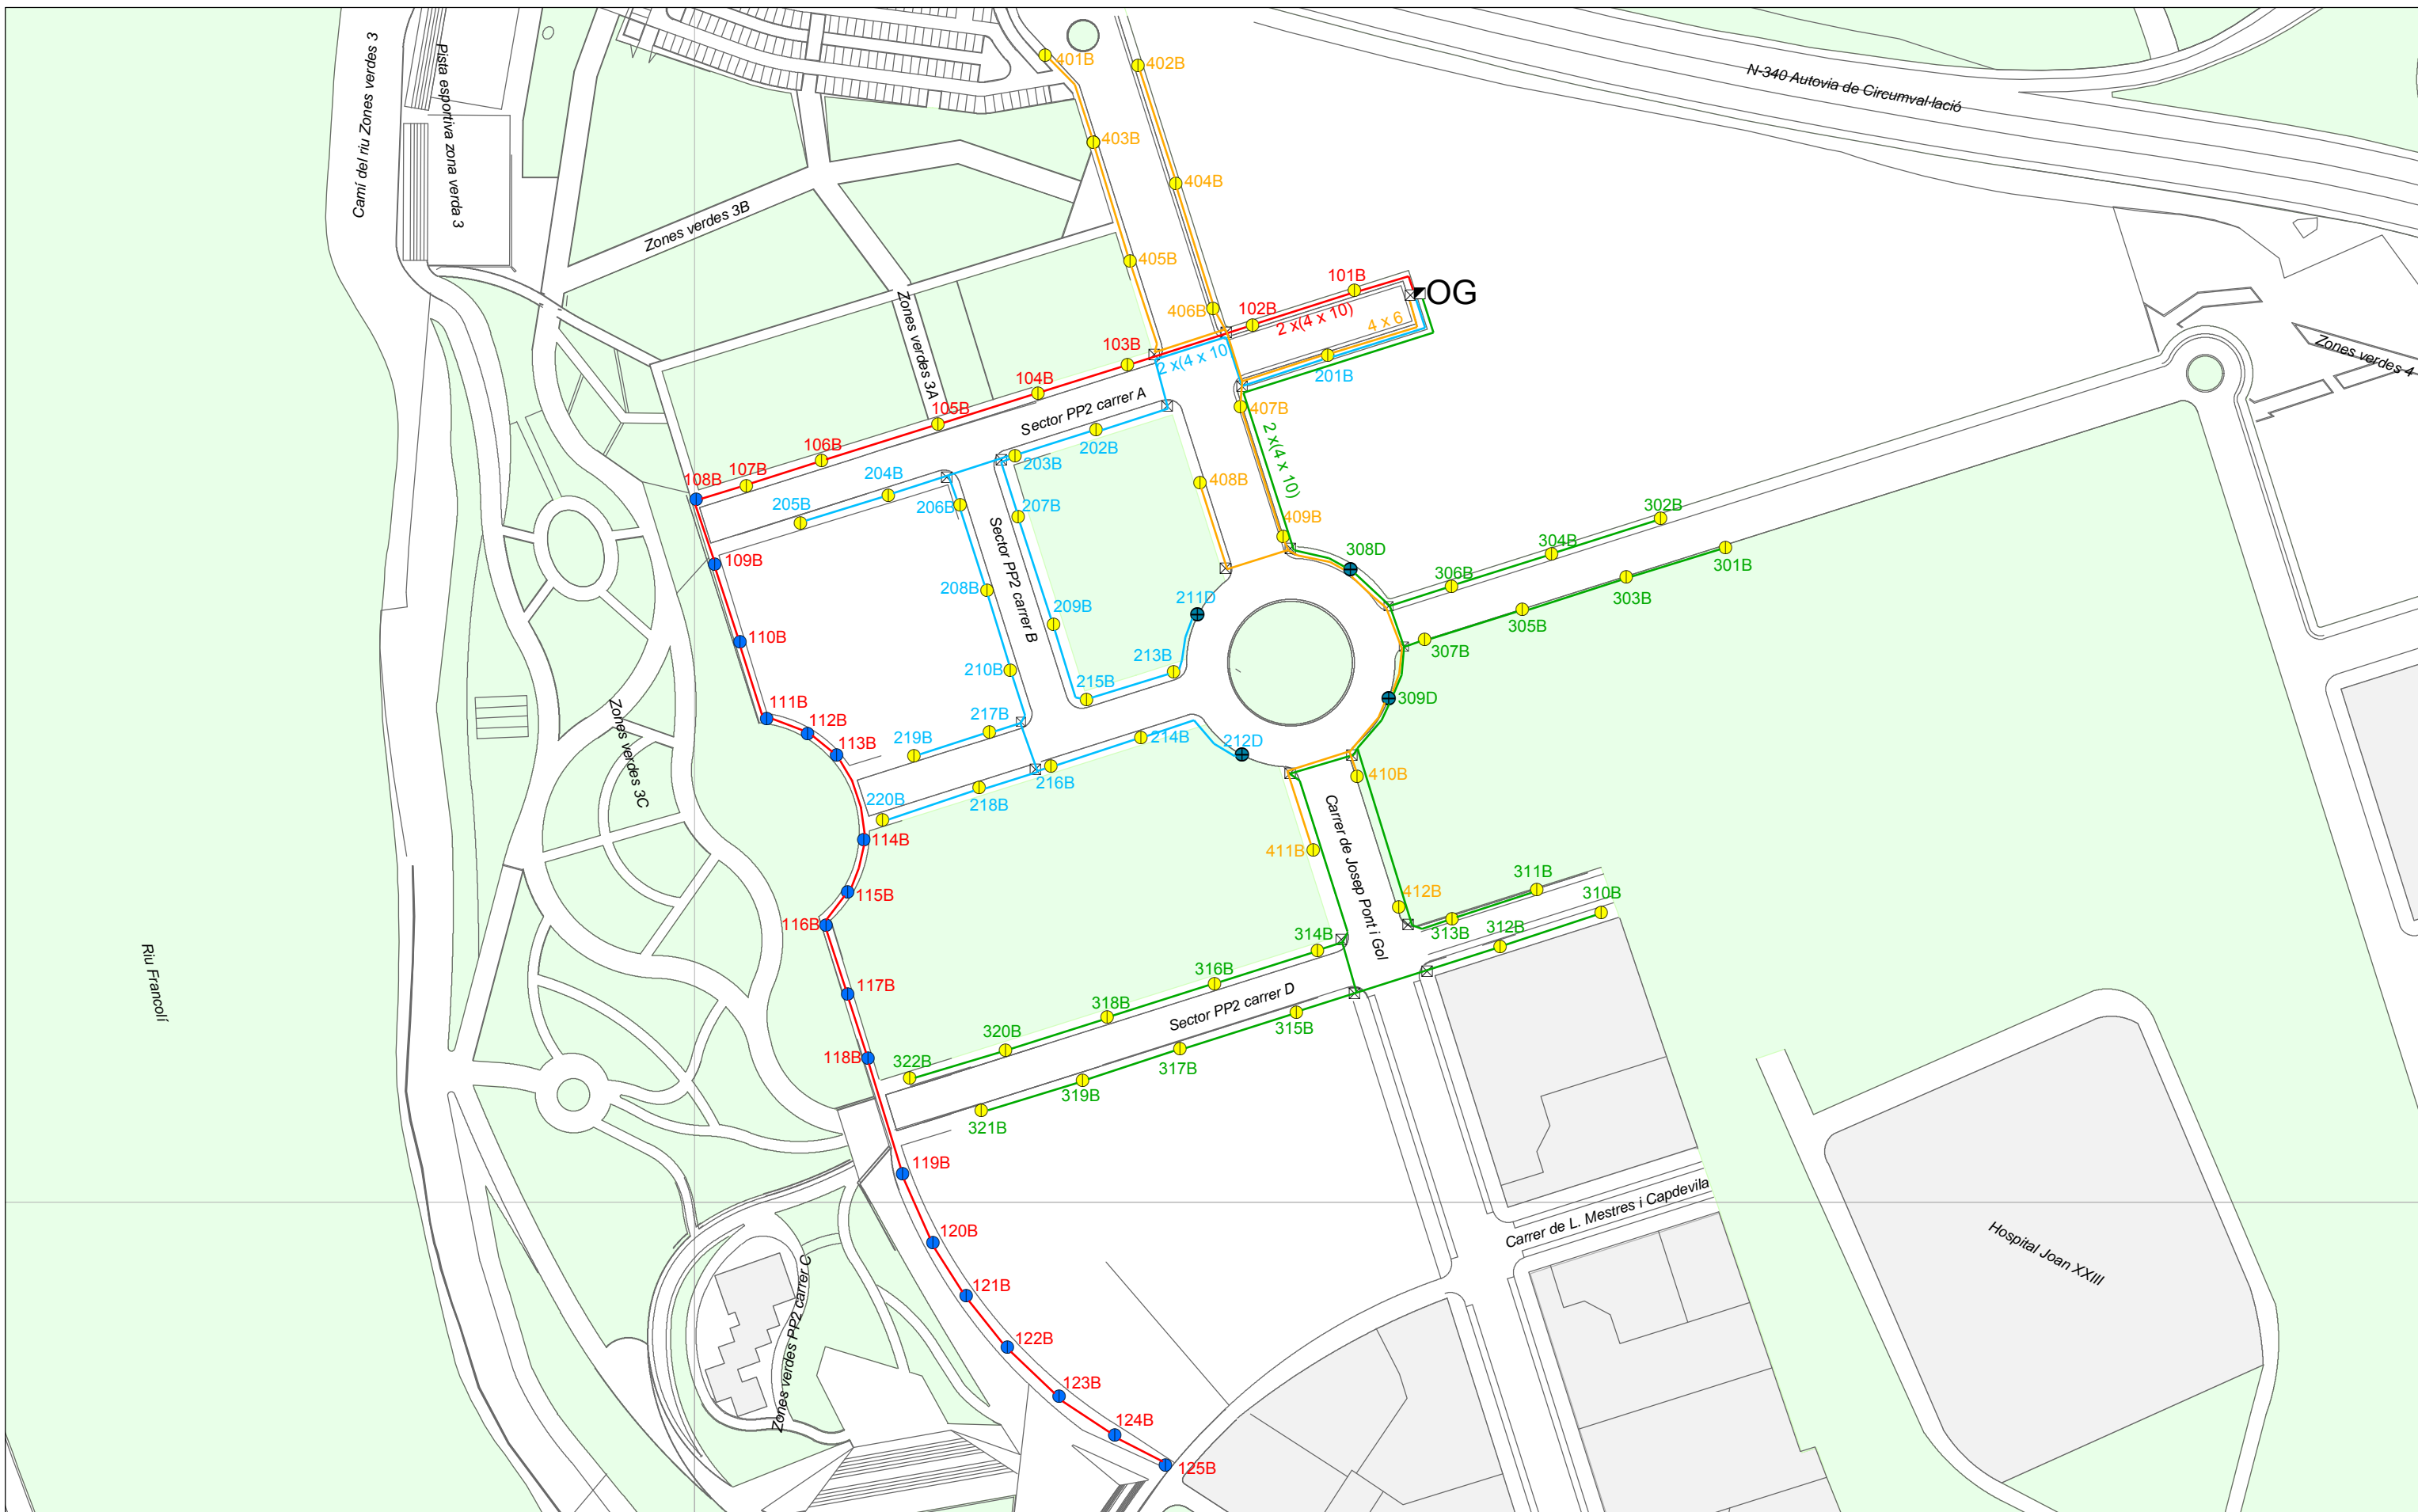 Camí del riu Zones verdes 3
Pista esportiva zona verda 3
401B
402B
N-340 Autovia de Circumval·lació
403B
404B
Zones verdes 3B
405B
101B
OG
406B
102B
2 x(4 x 10)
4 x 6
Zones verdes 3A
103B
2 x(4 x 10
201B
Zones verdes 4
104B
105B
Sector PP2 carrer A
407B
202B
2 x(4 x 10)
106B
107B
108B
203B
204B
205B
206B
207B
408B
409B
302B
304B
301B
109B
308D
306B
303B
305B
Sector PP2 carrer B
208B
209B
211D
307B
110B
210B
213B
215B
309D
111B
112B
113B
Zones verdes 3C
217B
219B
214B
212D
216B
410B
218B
220B
Carrer de Josep Pont i Gol
114B
411B
115B
116B
412B
311B
310B
313B
312B
314B
Riu Francolí
117B
316B
318B
Sector PP2 carrer D
315B
320B
317B
118B
322B
319B
321B
119B
Carrer de L. Mestres i Capdevila
Hospital Joan XXIII
120B
Zones verdes PP2 carrer C
121B
122B
123B
124B
125B